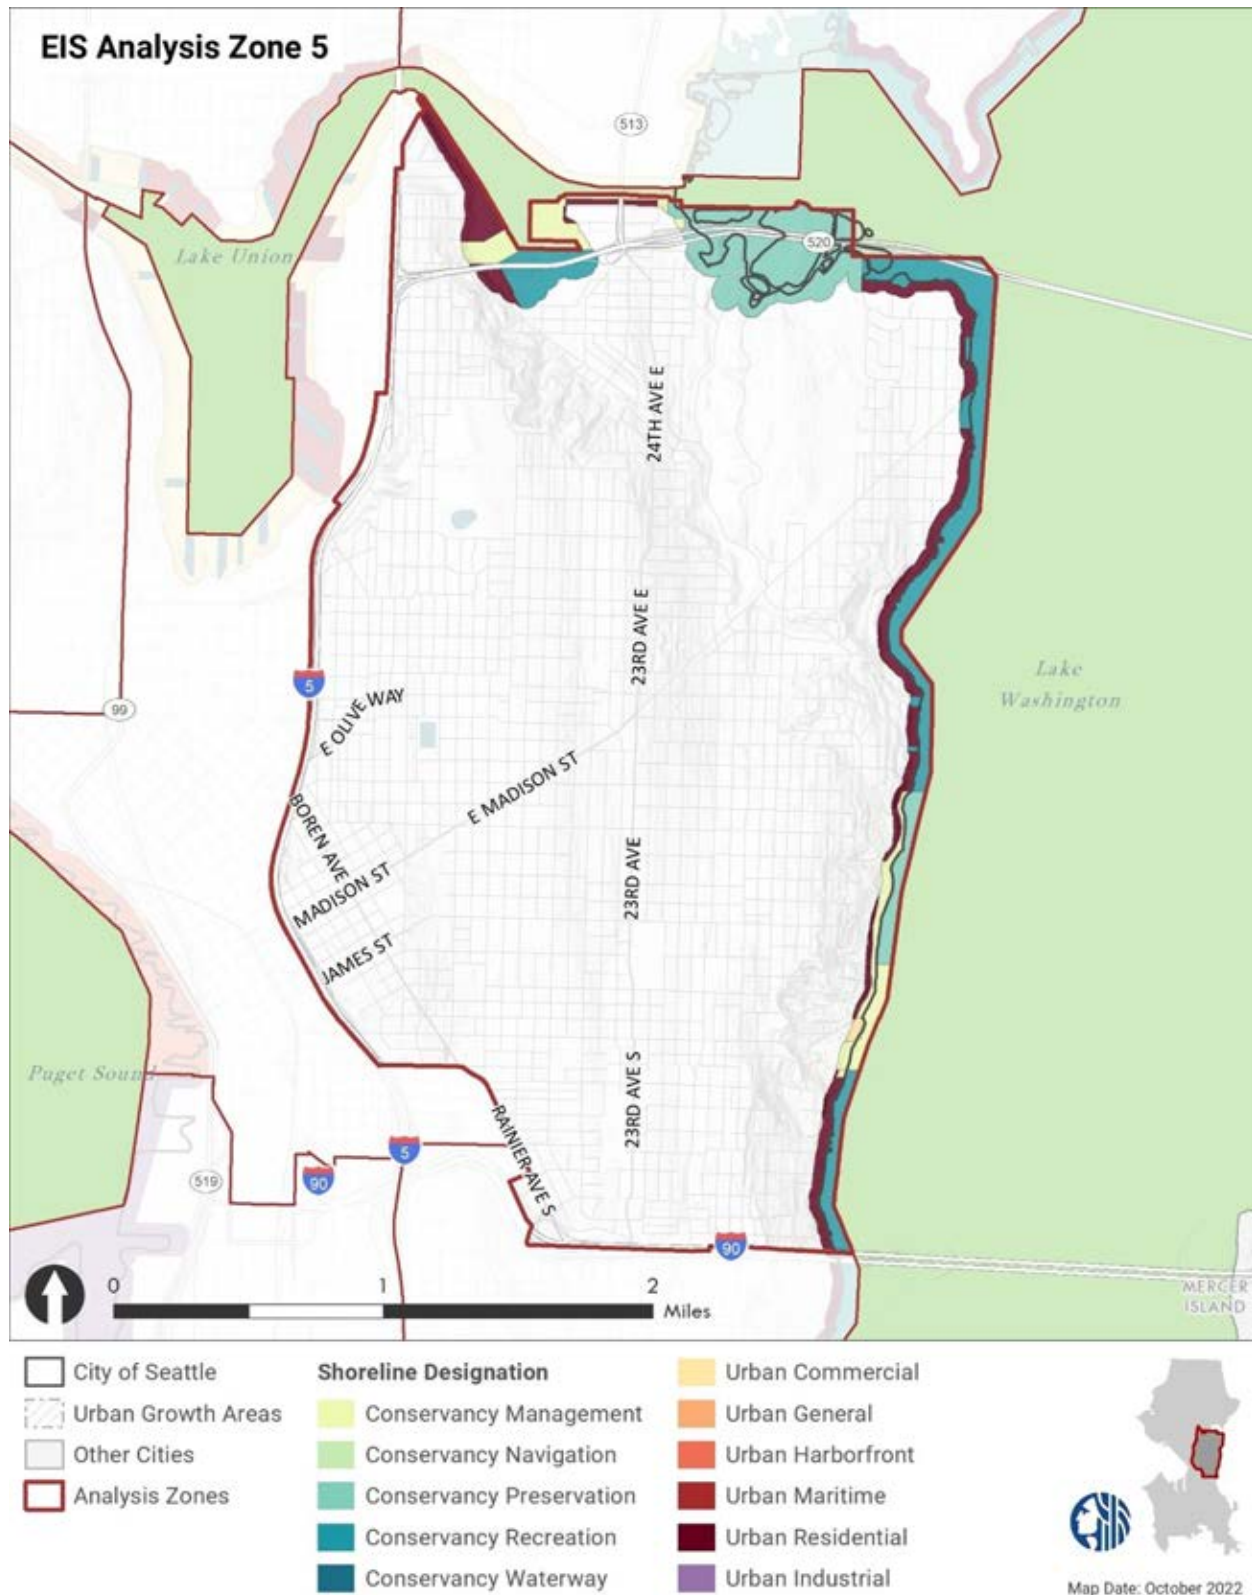 EIS Analysis Zone 5
513
520
Lake Union
24TH AVE E
23RD AVE E
Lake
Washington
5
99
E OLIVE WAY
E MADISON ST
BOREN AVE
23RD AVE
MADISON ST
JAMES ST
Puget Sound
23RD AVE S
RAINIER AVE S
5
519
90
90
MERCER
ISLAND
0 1 2
Miles
City of Seattle
Urban Growth Areas
Other Cities
Analysis Zones
Shoreline Designation
Conservancy Management
Conservancy Navigation
Conservancy Preservation
Conservancy Recreation
Conservancy Waterway
Urban Commercial
Urban General
Urban Harborfront
Urban Maritime
Urban Residential
Urban Industrial
Map Date: October 2022